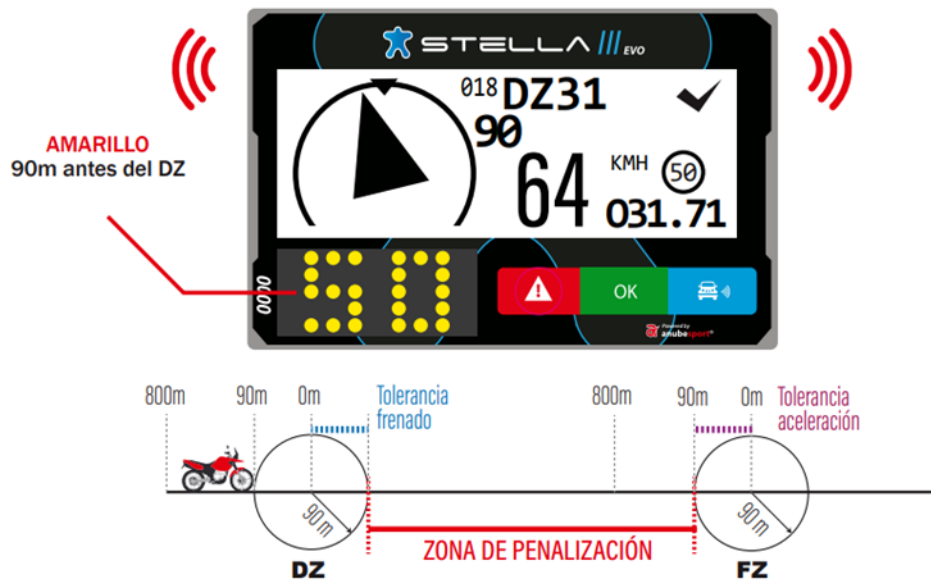 STELLA III EVO
018 DZ31
90
64 KMH 50
031.71
AMARILLO
90m antes del DZ
50
0000
OK
Powered by
anubesport®
800m 90m 0m Tolerancia
frenado
800m 90m 0m Tolerancia
aceleración
90 m
90 m
ZONA DE PENALIZACIÓN
DZ
FZ